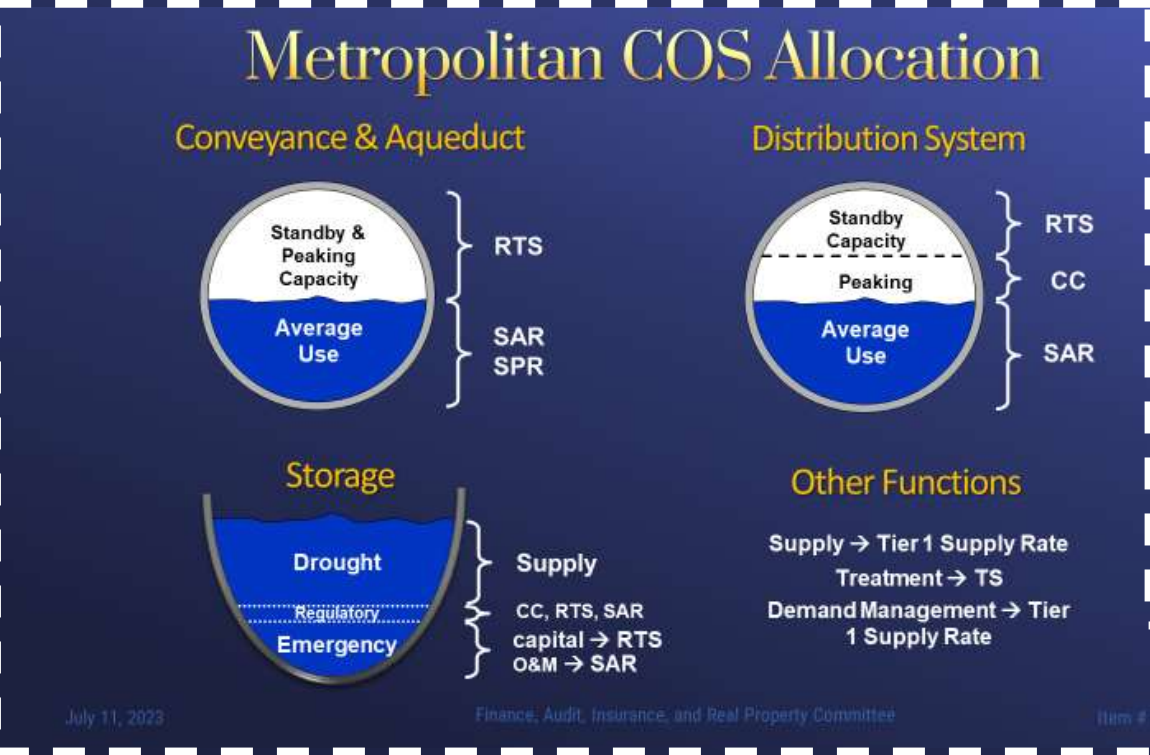 Metropolitan COS Allocation
Conveyance & Aqueduct
Standby &
Peaking
Capacity
Average
Use
RTS
SAR
SPR
Distribution System
Standby
Capacity
Peaking
Average
Use
RTS
CC
SAR
Storage
Drought
Regulatory
Emergency
Supply
CC, RTS, SAR
capital → RTS
O&M → SAR
Other Functions
Supply → Tier 1 Supply Rate
Treatment → TS
Demand Management → Tier
1 Supply Rate
July 11, 2023
Finance, Audit, Insurance, and Real Property Committee
Item #